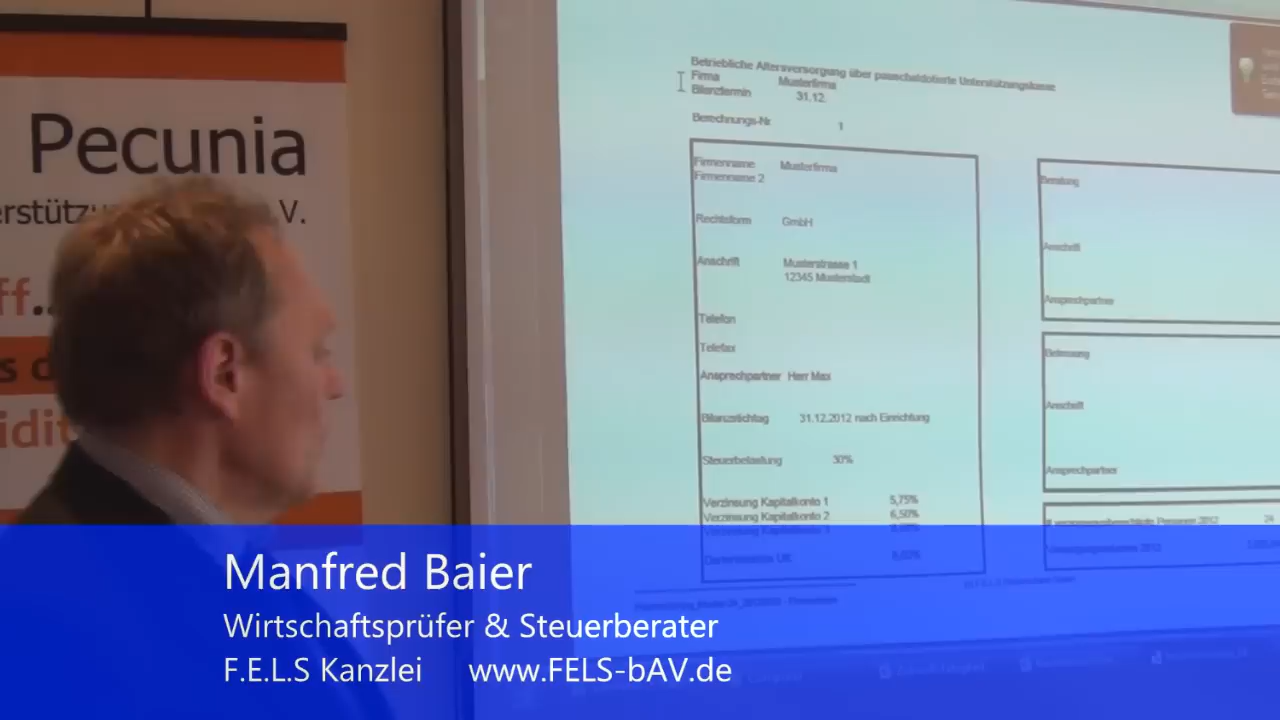 Pecunia
V.
ff..
s d
idit
Betriebliche Altersversorgung über pauschaldotierte Unterstützungskasse
Firma Musterfirma
Bilanztermin 31.12.
Berechnungs-Nr 1
Firmenname Musterfirma
Firmenname 2
Rechtsform GmbH
Anschrift Musterstrasse 1
12345 Musterstadt
Telefon
Telefax
Ansprechpartner Herr Max
Bilanzstichtag 31.12.2012 nach Einrichtung
Steuerbelastung 30%
Verzinsung Kapitalkonto 1 5,75%
Verzinsung Kapitalkonto 2 6,50%
Beratung
Anschrift
Ansprechpartner
Betreuung
Anschrift
Ansprechpartner
Manfred Baier
Wirtschaftsprüfer & Steuerberater
F.E.L.S Kanzlei www.FELS-bAV.de